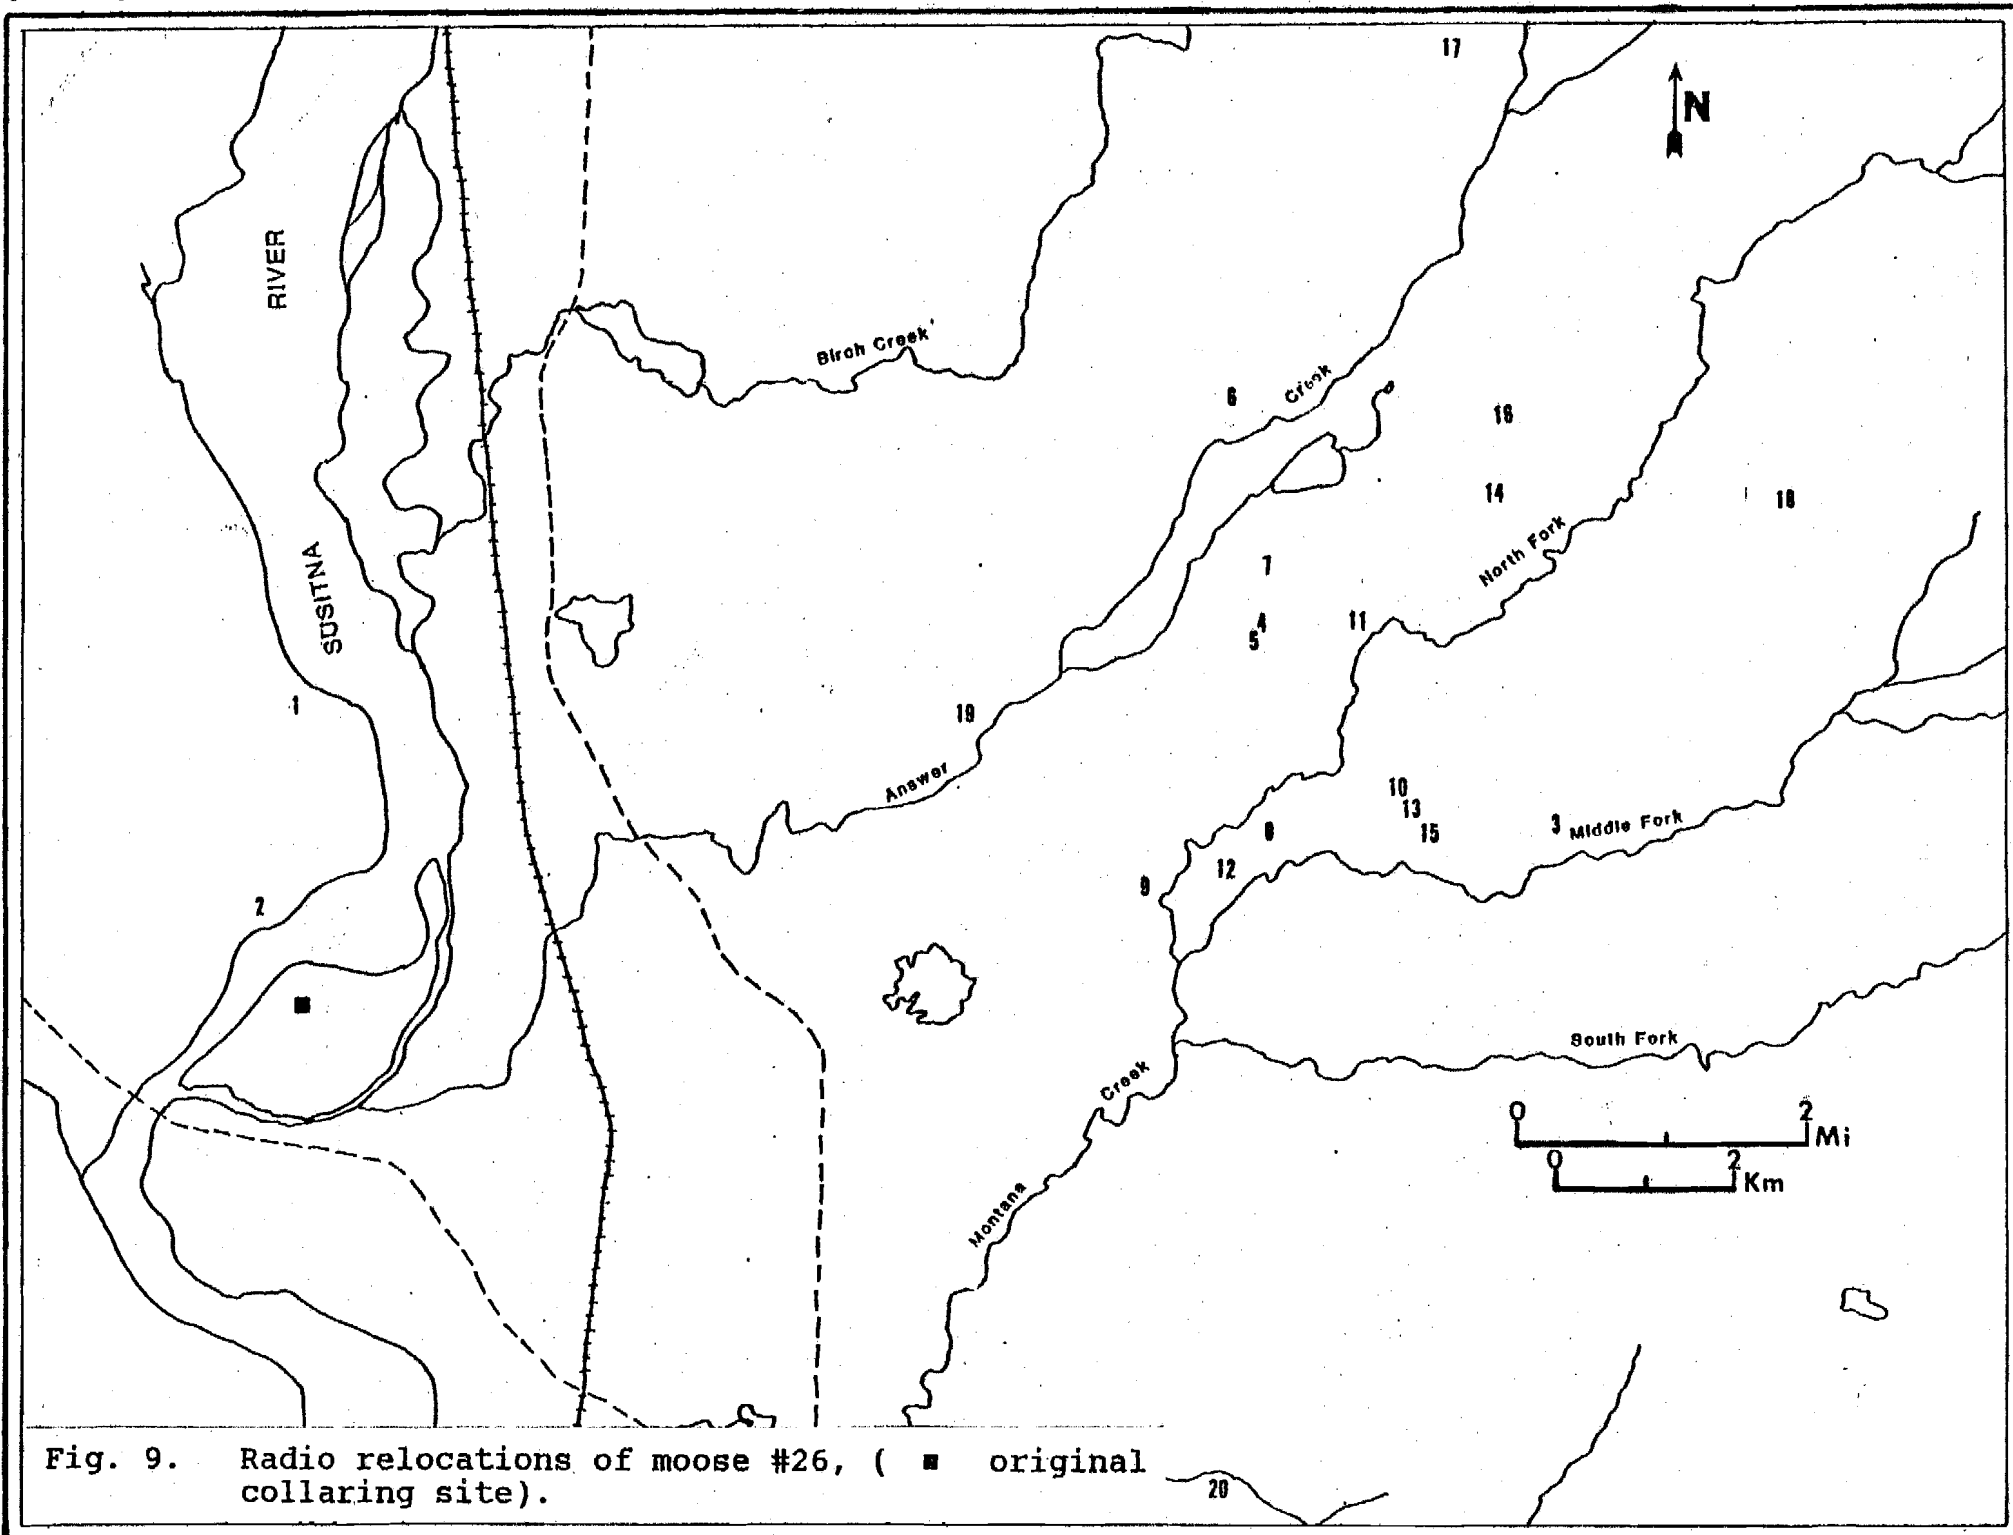 17
N
RIVER
Birch Creek
6
Creek
16
14
18
North Fork
7
SUSITNA
4
5
11
1
19
Answer
10
13
15
3
Middle Fork
8
12
9
2
South Fork
Creek
0 2
Mi
0 2
Km
Montana
Fig. 9. Radio relocations of moose #26, ( ■ original
collaring site).
20